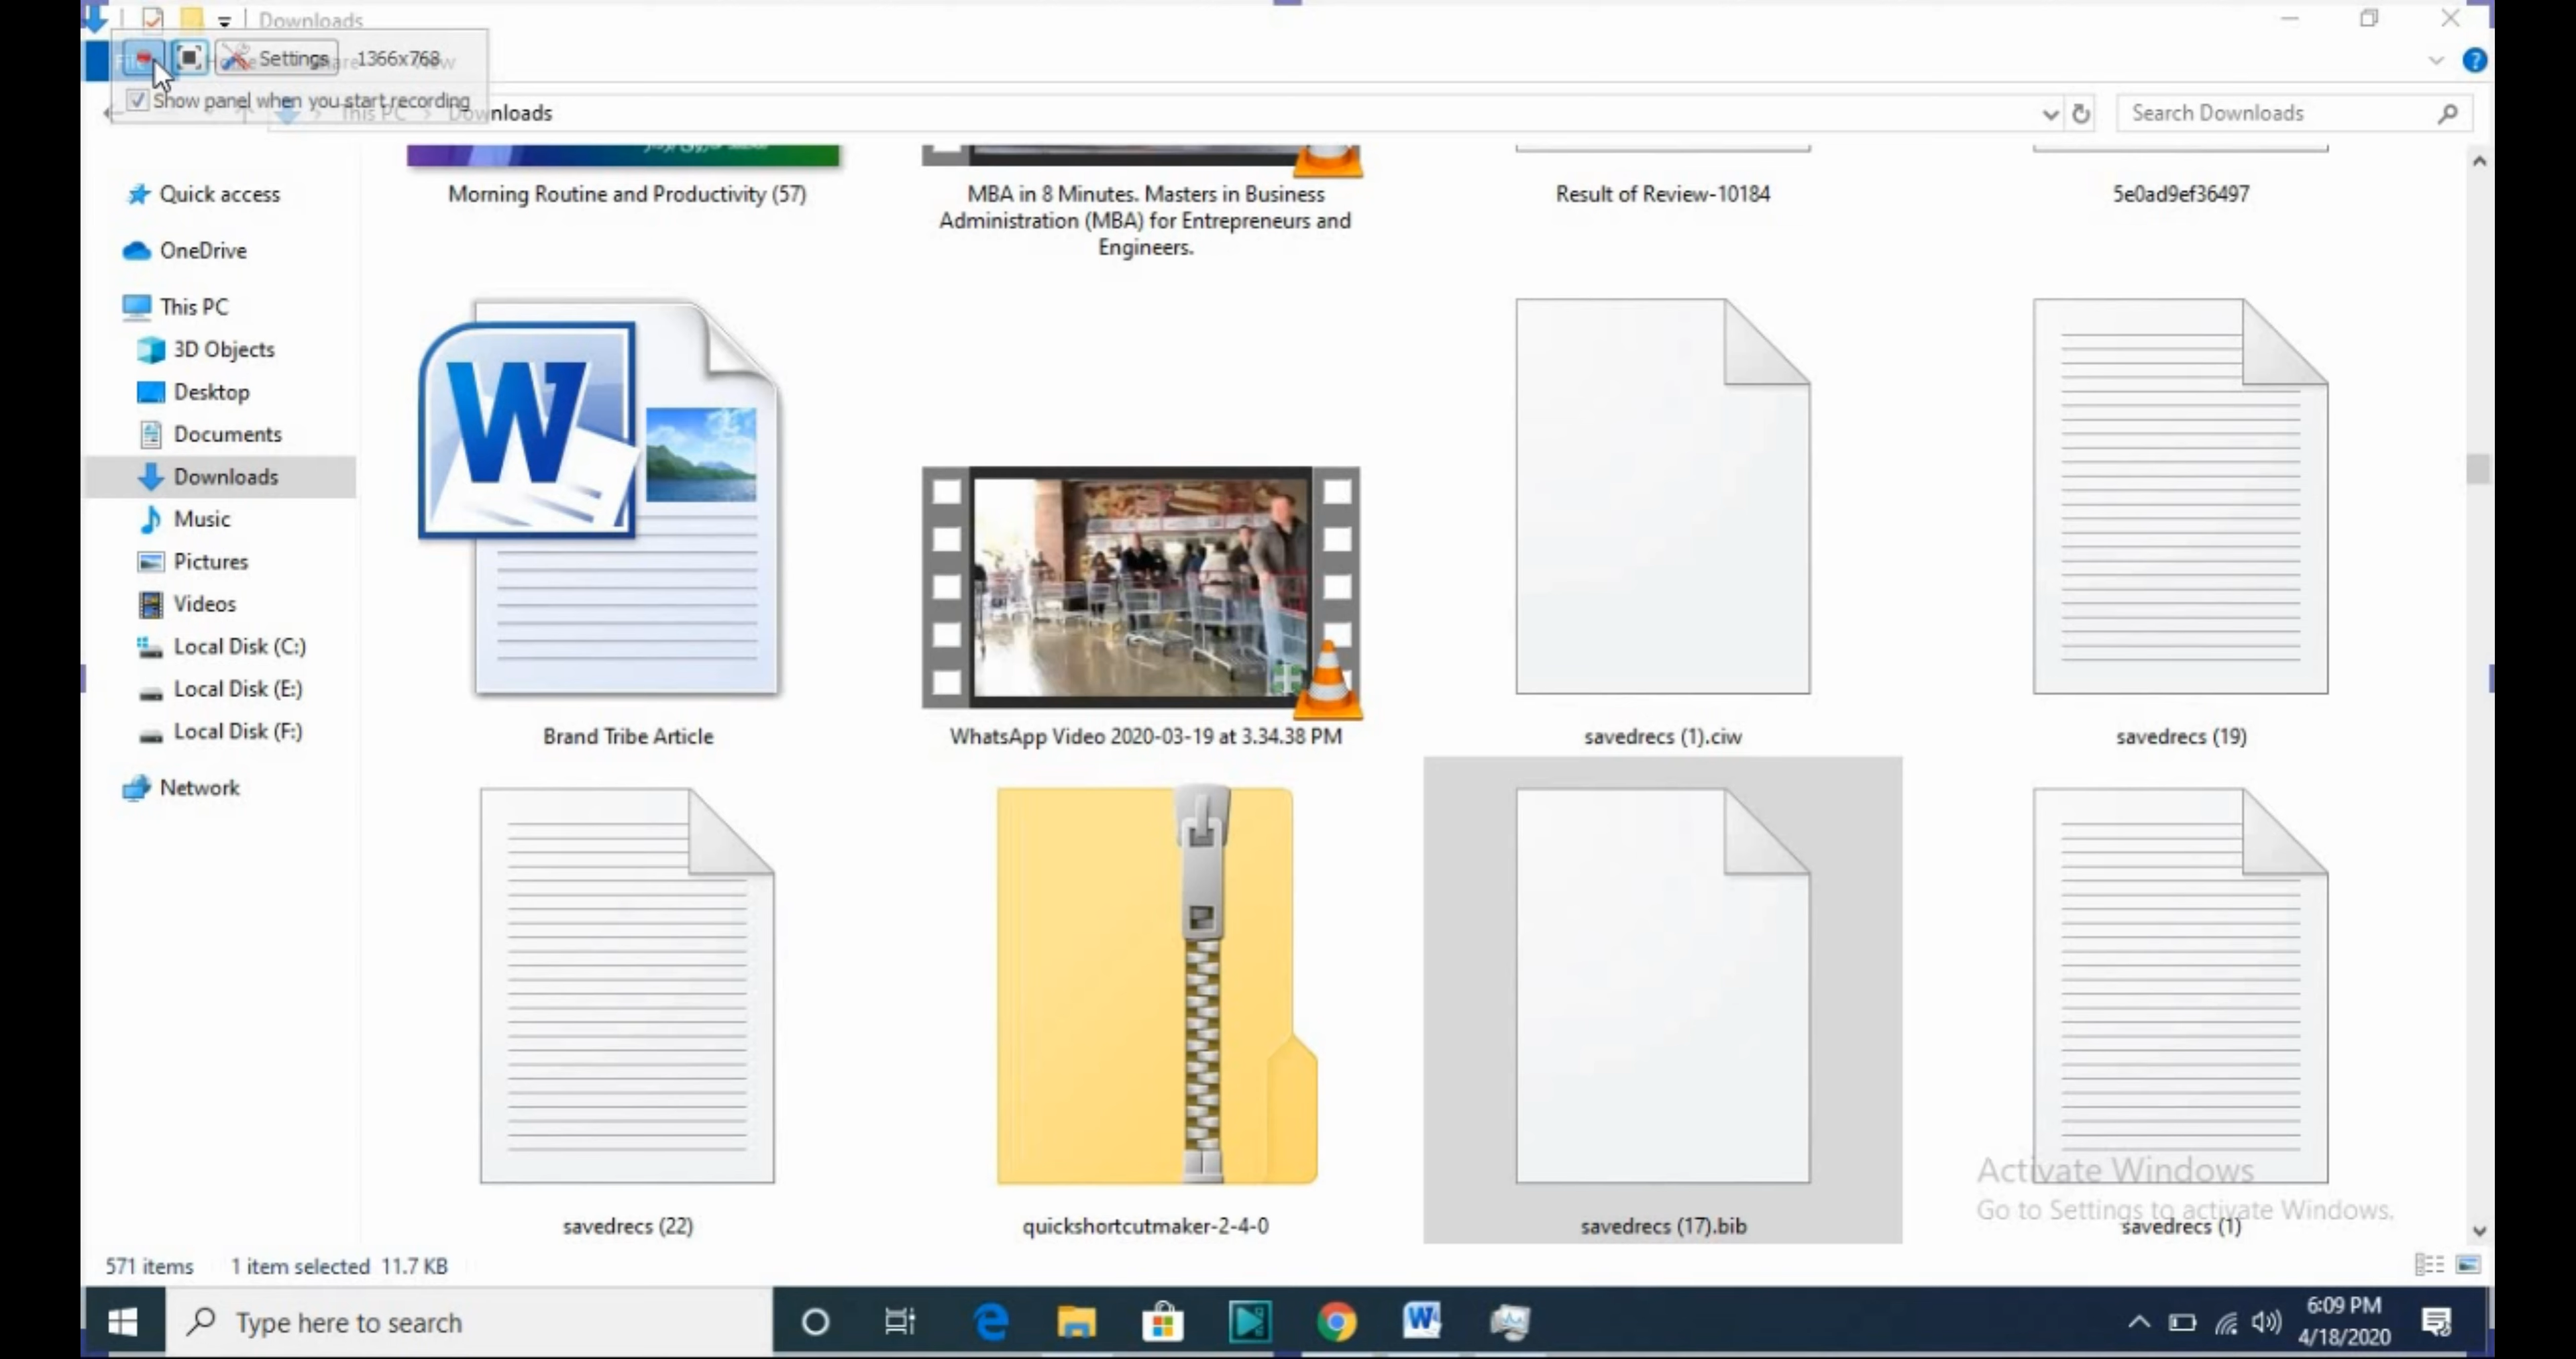 Downloads
Settings 1366x768
Show panel when you start recording
This PC > Downloads
Search Downloads
Quick access
OneDrive
This PC
3D Objects
Desktop
Documents
Downloads
Music
Pictures
Videos
Local Disk (C:)
Local Disk (E:)
Local Disk (F:)
Network
Morning Routine and Productivity (57)
MBA in 8 Minutes. Masters in Business
Administration (MBA) for Entrepreneurs and
Engineers.
Result of Review-10184
5e0ad9ef36497
Brand Tribe Article
WhatsApp Video 2020-03-19 at 3.34.38 PM
savedrecs (1).ciw
savedrecs (19)
savedrecs (22)
quickshortcutmaker-2-4-0
savedrecs (17).bib
savedrecs (1)
Activate Windows
Go to Settings to activate Windows.
571 items 1 item selected 11.7 KB
Type here to search
6:09 PM
4/18/2020